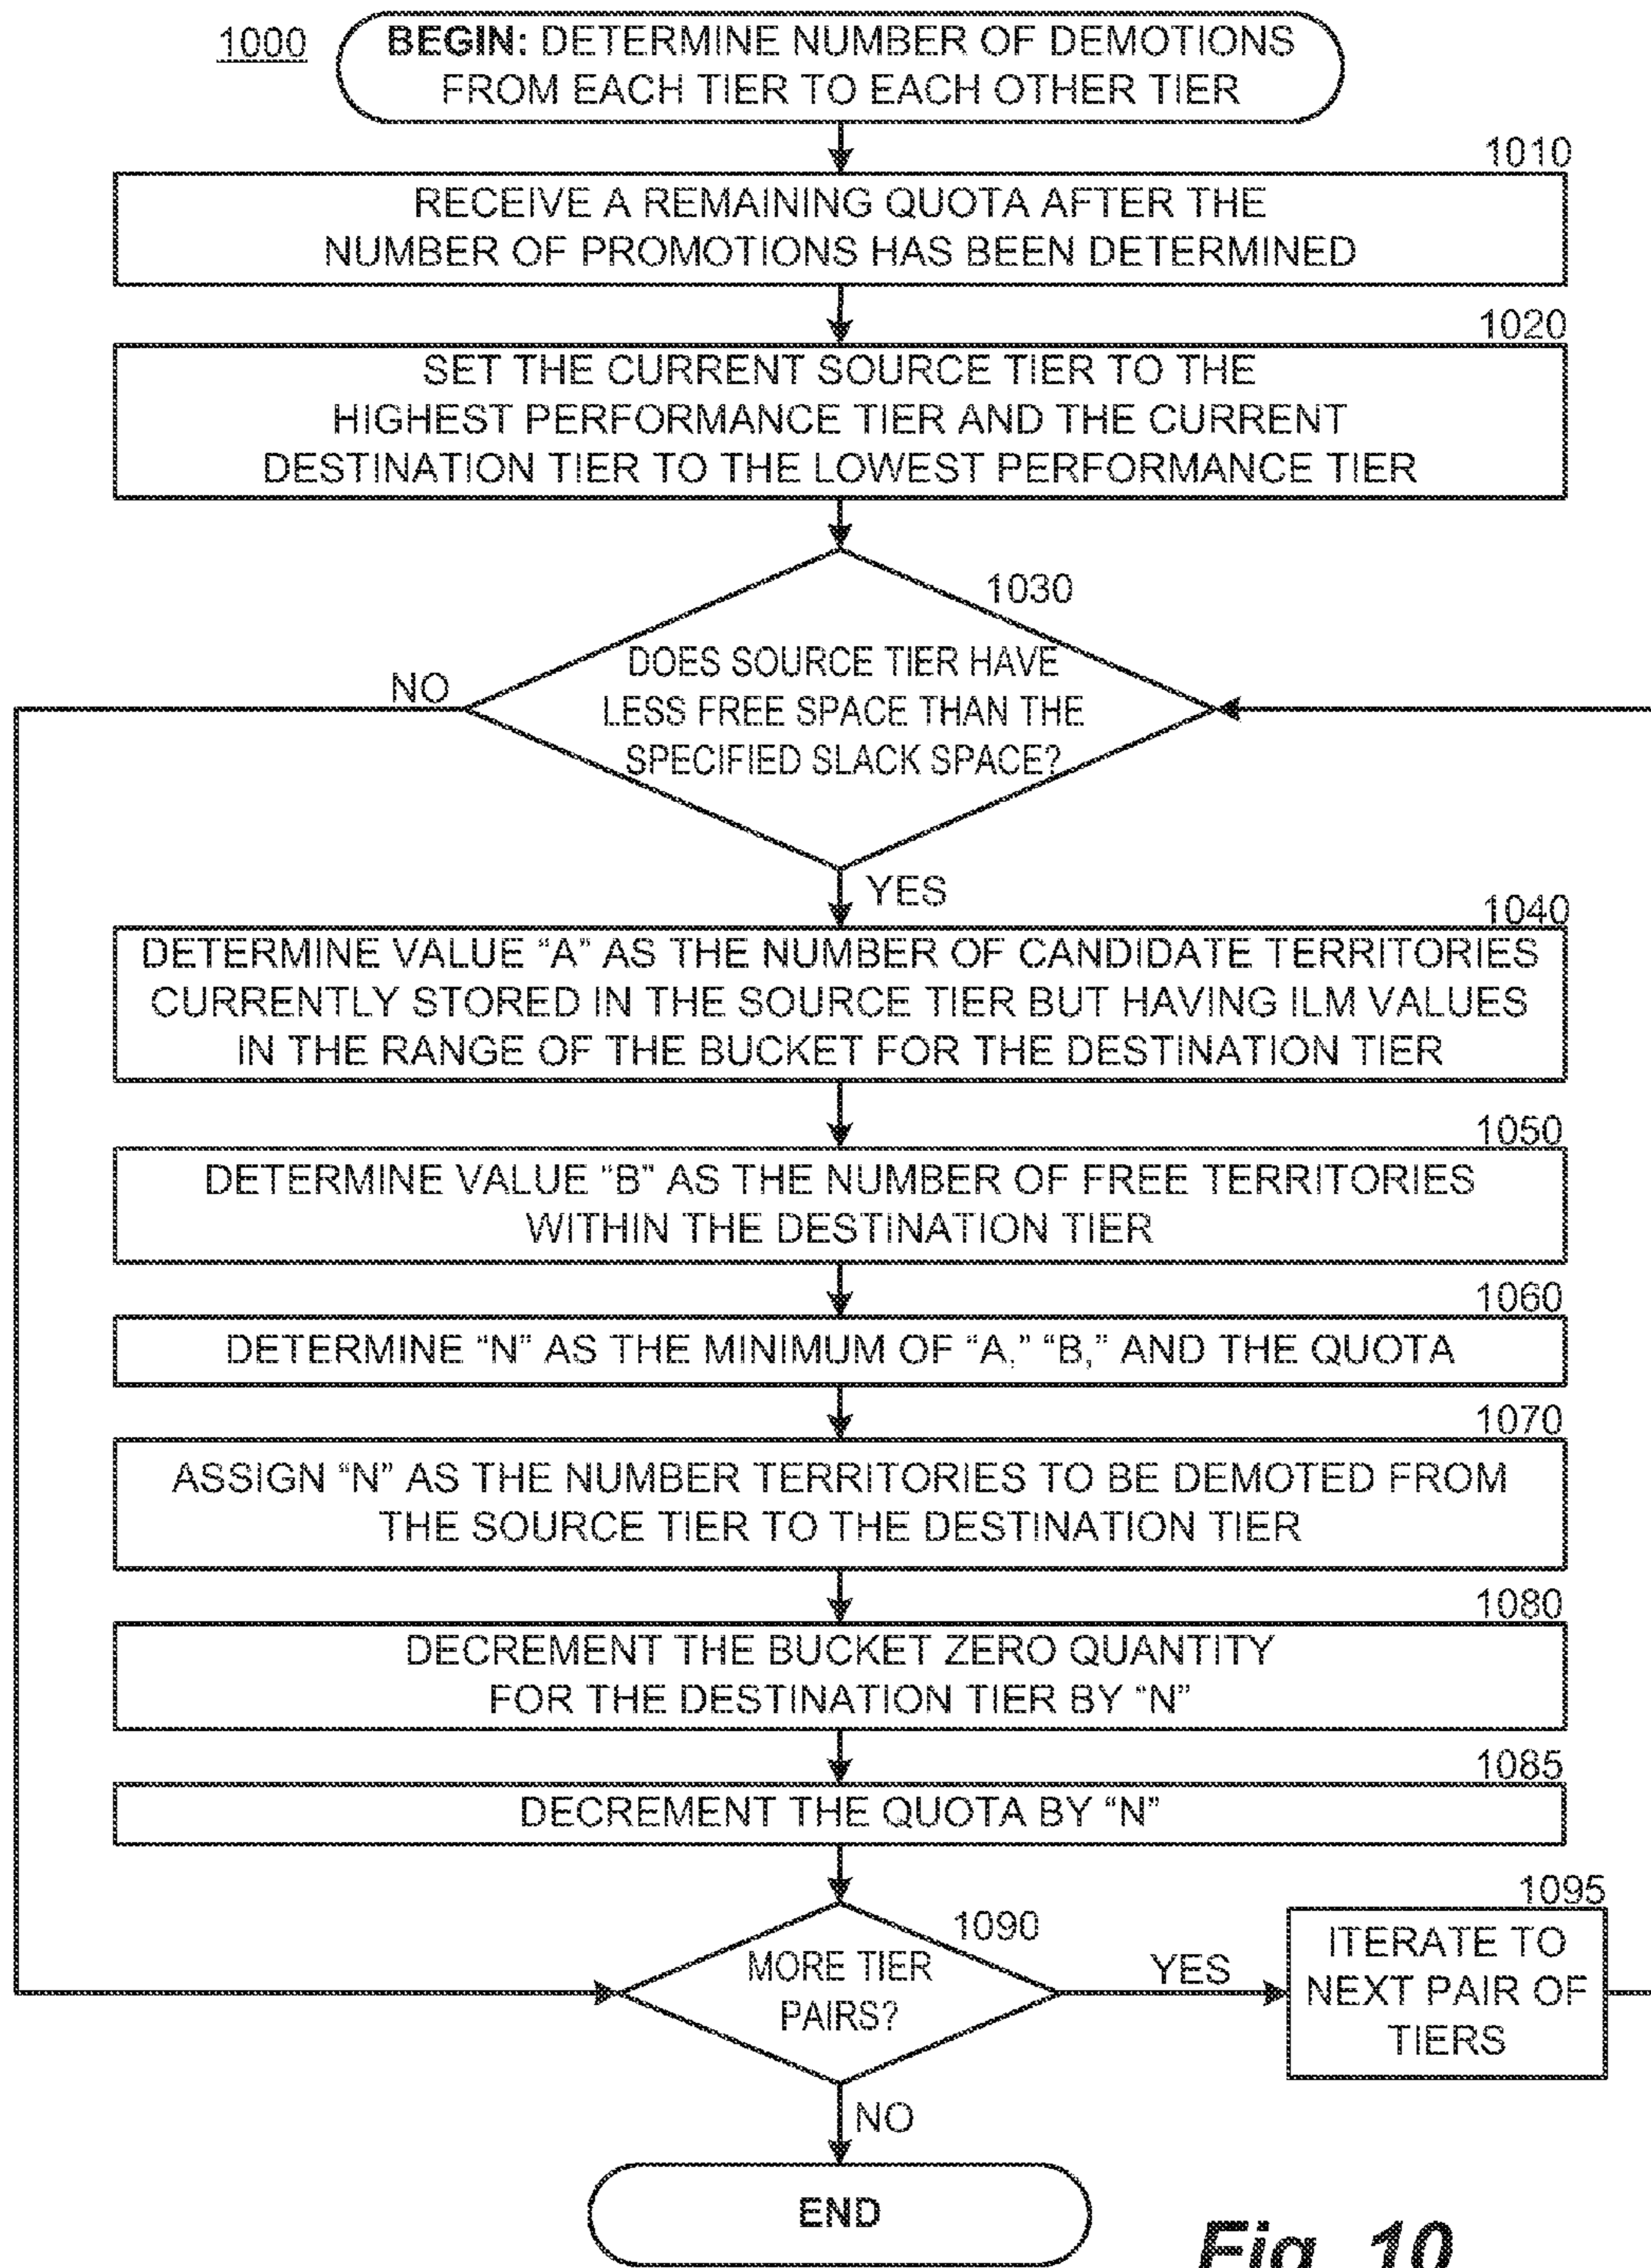 1000
BEGIN: DETERMINE NUMBER OF DEMOTIONS
FROM EACH TIER TO EACH OTHER TIER
1010
RECEIVE A REMAINING QUOTA AFTER THE
NUMBER OF PROMOTIONS HAS BEEN DETERMINED
1020
SET THE CURRENT SOURCE TIER TO THE
HIGHEST PERFORMANCE TIER AND THE CURRENT
DESTINATION TIER TO THE LOWEST PERFORMANCE TIER
1030
DOES SOURCE TIER HAVE
LESS FREE SPACE THAN THE
SPECIFIED SLACK SPACE?
NO
YES
1040
DETERMINE VALUE “A” AS THE NUMBER OF CANDIDATE TERRITORIES
CURRENTLY STORED IN THE SOURCE TIER BUT HAVING ILM VALUES
IN THE RANGE OF THE BUCKET FOR THE DESTINATION TIER
1050
DETERMINE VALUE “B” AS THE NUMBER OF FREE TERRITORIES
WITHIN THE DESTINATION TIER
1060
DETERMINE “N” AS THE MINIMUM OF “A,” “B,” AND THE QUOTA
1070
ASSIGN “N” AS THE NUMBER TERRITORIES TO BE DEMOTED FROM
THE SOURCE TIER TO THE DESTINATION TIER
1080
DECREMENT THE BUCKET ZERO QUANTITY
FOR THE DESTINATION TIER BY “N”
1085
DECREMENT THE QUOTA BY “N”
1090
MORE TIER
PAIRS?
YES
1095
ITERATE TO
NEXT PAIR OF
TIERS
NO
END
Fig. 10